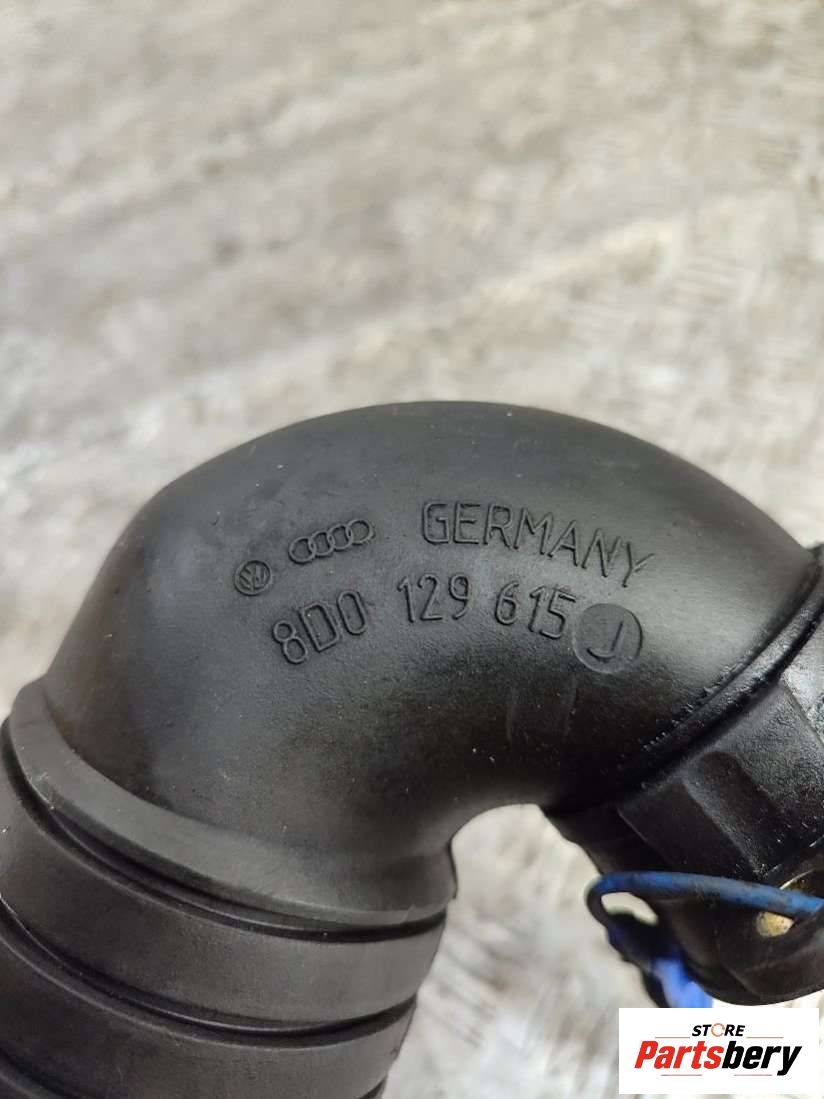 GERMANY
8D0 129 615 J
STORE
Partsbery